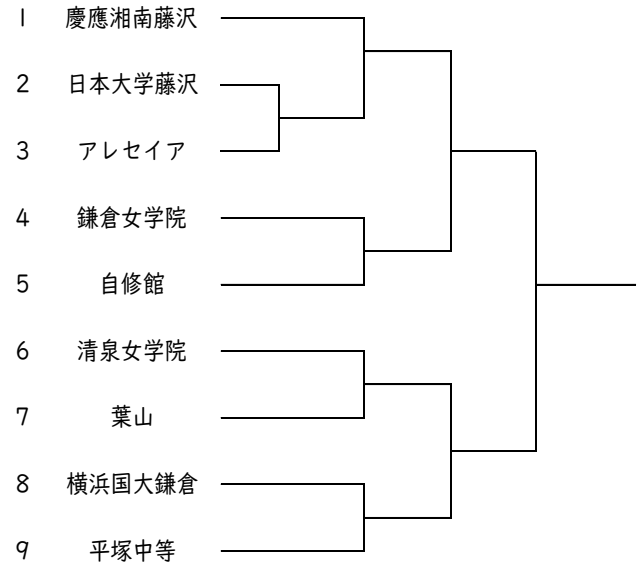 1 慶應湘南藤沢
2 日本大学藤沢
3 アレセイア
4 鎌倉女学院
5 自修館
6 清泉女学院
7 葉山
8 横浜国大鎌倉
9 平塚中等